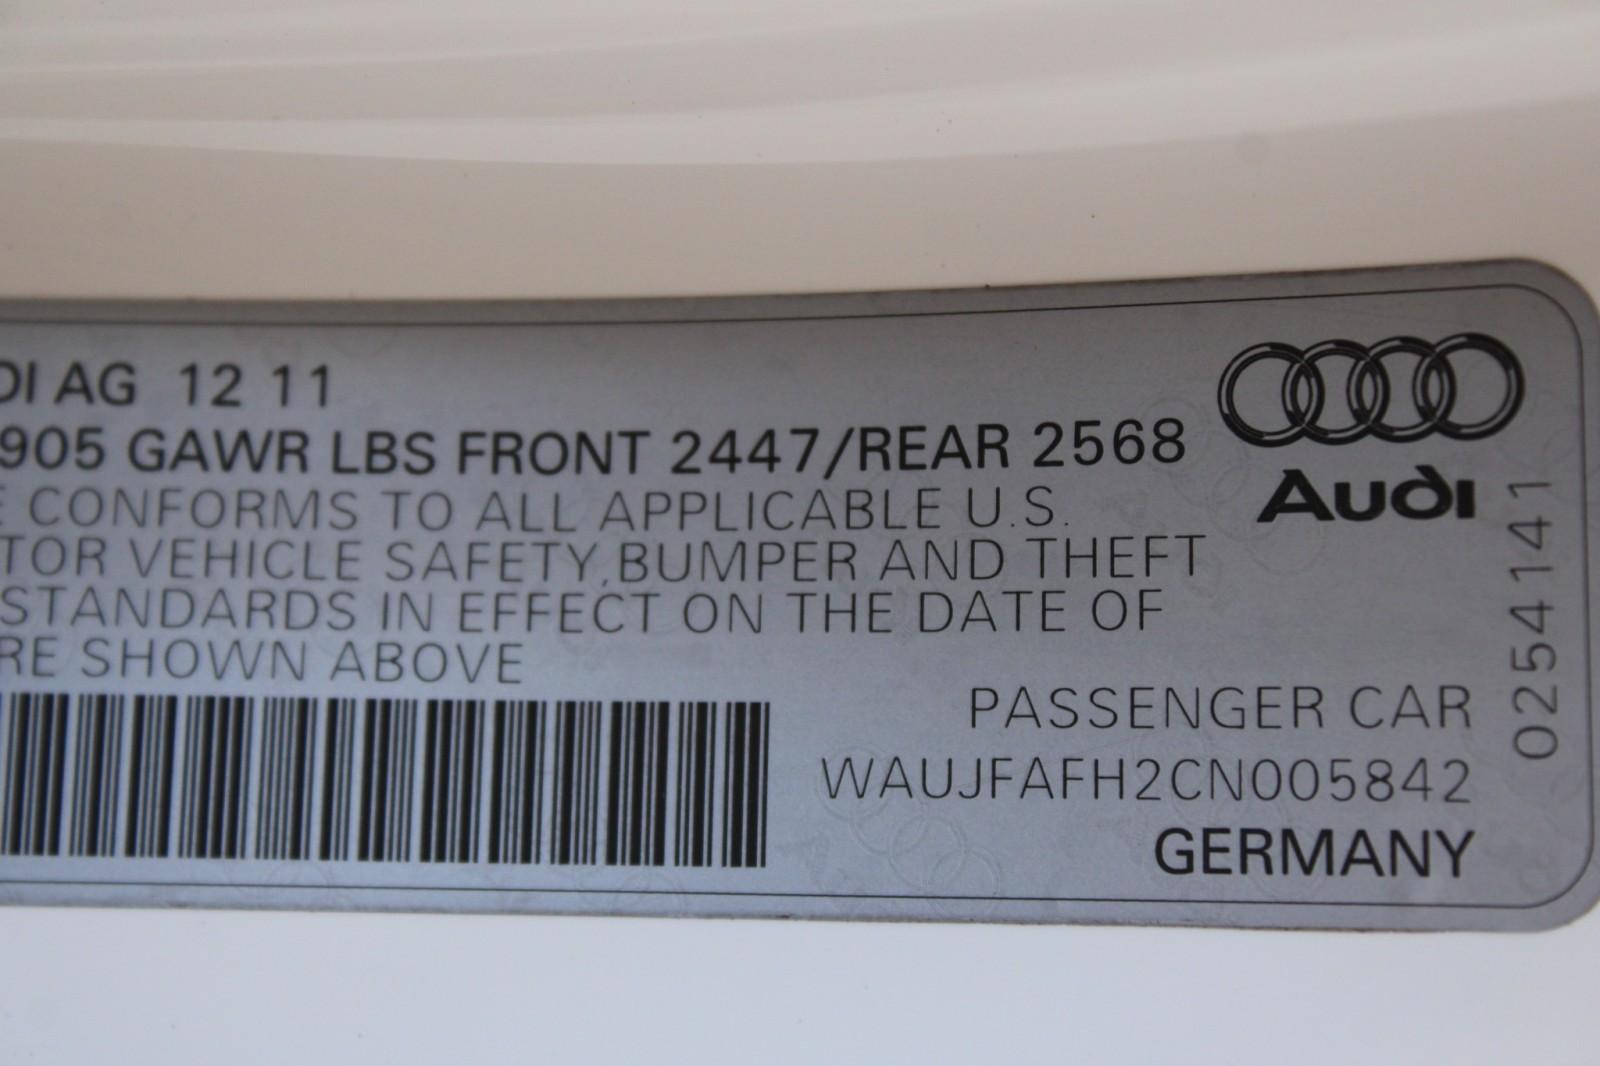 DI AG 12 11
905 GAWR LBS FRONT 2447/REAR 2568
E CONFORMS TO ALL APPLICABLE U.S.
TOR VEHICLE SAFETY,BUMPER AND THEFT
STANDARDS IN EFFECT ON THE DATE OF
RE SHOWN ABOVE
Audi
PASSENGER CAR
WAUJFAFH2CN005842
GERMANY
0254141